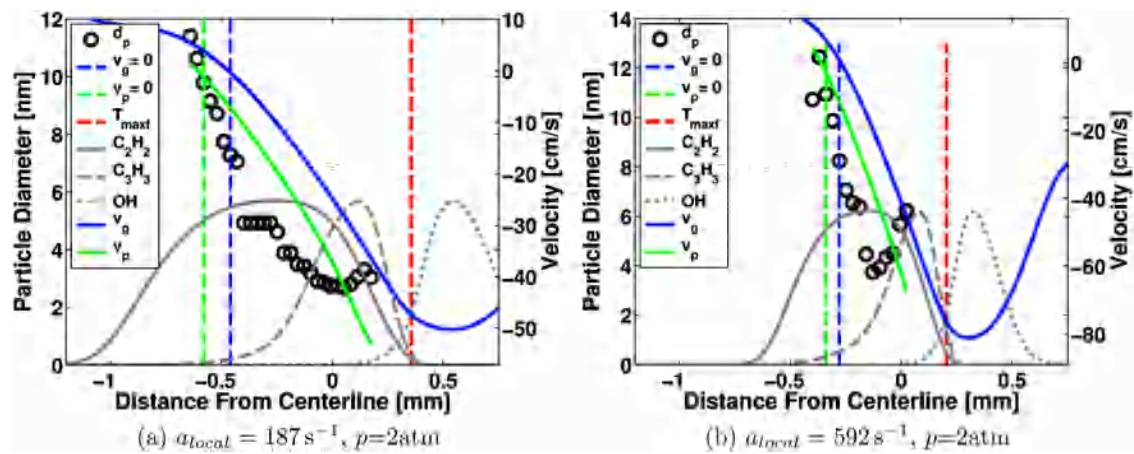 12
10
8
6
4
2
0
Particle Diameter [nm]
d_p
v_g = 0
v_p = 0
T_maxf
C_2H_2
C_3H_3
OH
v_g
v_p
10
0
−10
−20
−30
−40
−50
Velocity [cm/s]
−1
−0.5
0
0.5
Distance From Centerline [mm]
(a) a_local = 187 s^−1, p=2atm
14
12
10
8
6
4
2
0
Particle Diameter [nm]
d_p
v_g = 0
v_p = 0
T_maxf
C_2H_2
C_3H_3
OH
v_g
v_p
0
−20
−40
−60
−80
Velocity [cm/s]
−1
−0.5
0
0.5
Distance From Centerline [mm]
(b) a_local = 592 s^−1, p=2atm